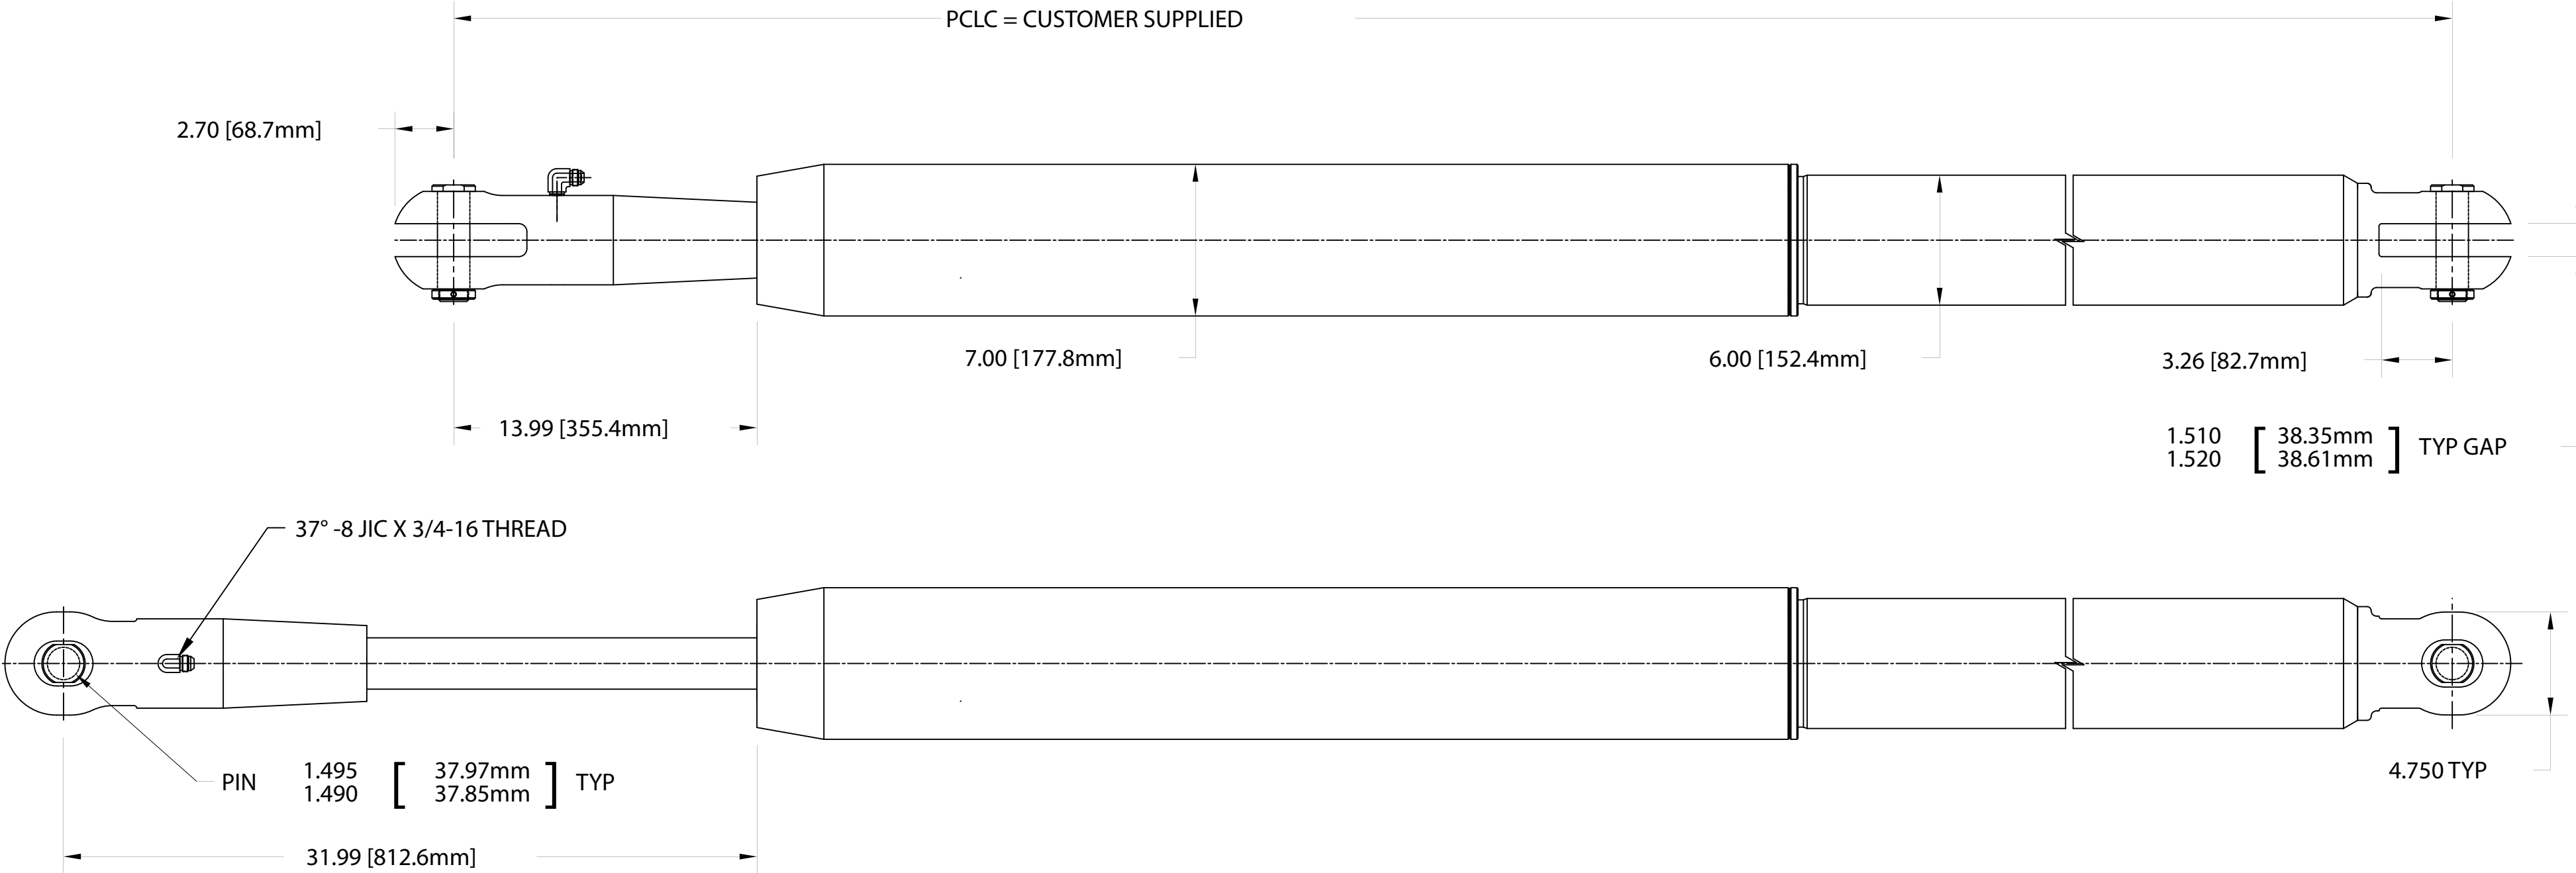 PCLC = CUSTOMER SUPPLIED
2.70 [68.7mm]
7.00 [177.8mm]
6.00 [152.4mm]
3.26 [82.7mm]
13.99 [355.4mm]
1.510 [ 38.35mm ] TYP GAP
1.520 38.61mm
37° -8 JIC X 3/4-16 THREAD
PIN 1.495 [ 37.97mm ] TYP
1.490 37.85mm
4.750 TYP
31.99 [812.6mm]